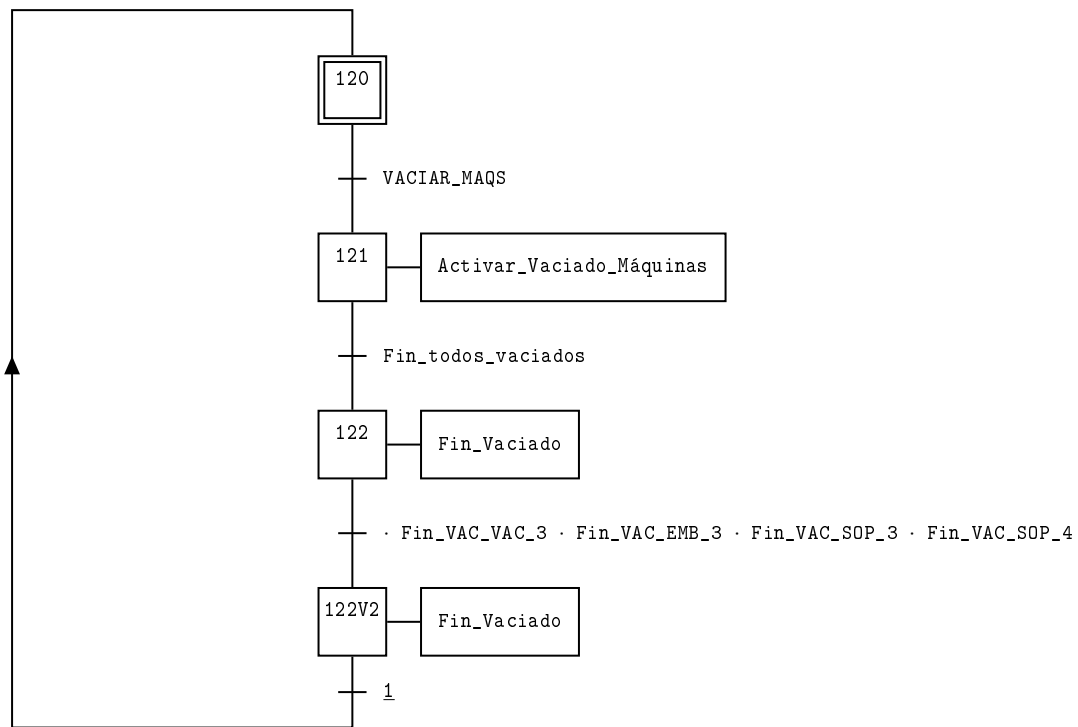 120
VACIAR_MAQS
121
Activar_Vaciado_Máquinas
Fin_todos_vaciados
122
Fin_Vaciado
· Fin_VAC_VAC_3 · Fin_VAC_EMB_3 · Fin_VAC_SOP_3 · Fin_VAC_SOP_4
122V2
Fin_Vaciado
1